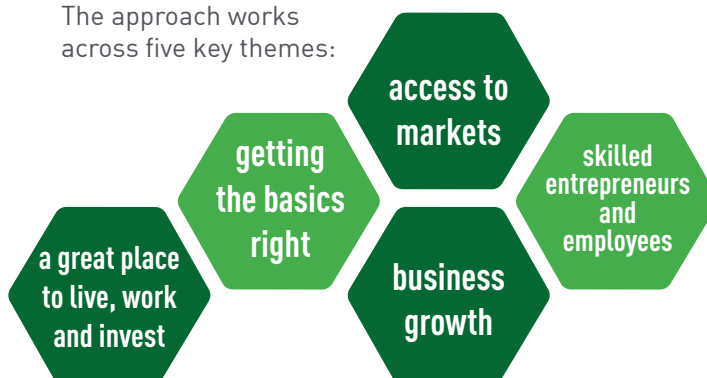 The approach works
across five key themes:
access to
markets
getting
the basics
right
skilled
entrepreneurs
and
employees
a great place
to live, work
and invest
business
growth